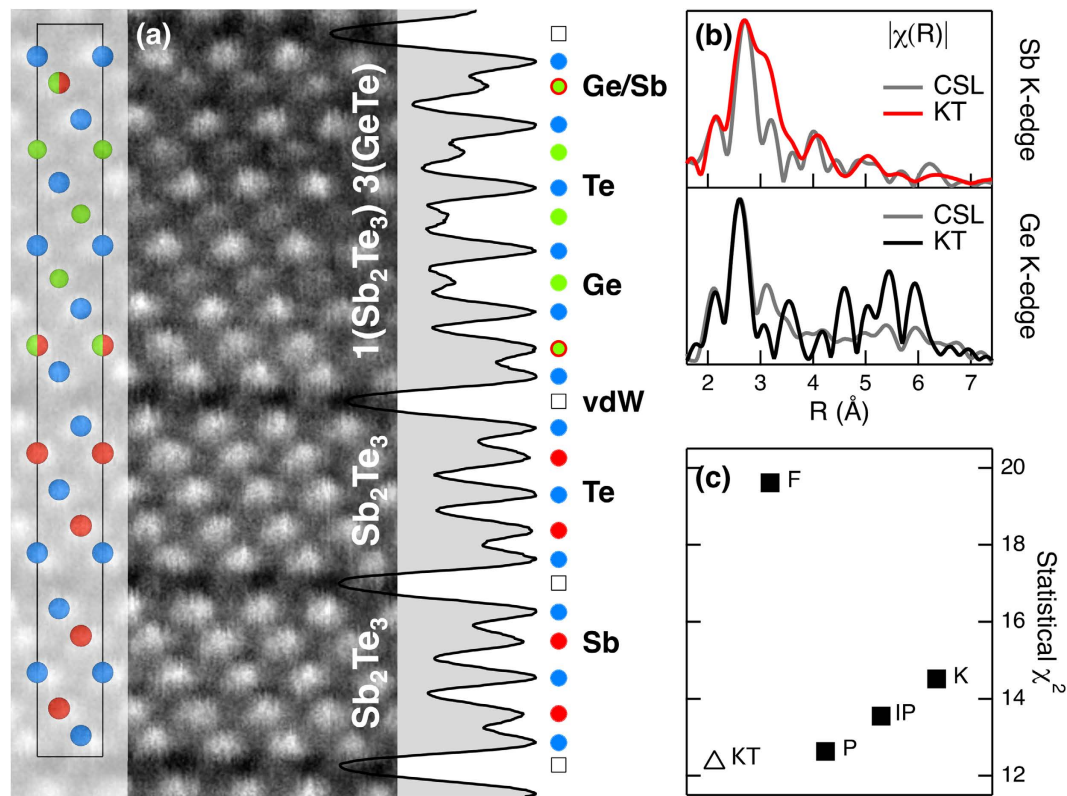 (a)
1(Sb₂Te₃) 3(GeTe)
Sb₂Te₃
Sb₂Te₃
Ge/Sb
Te
Ge
vdW
Te
Sb
(b)
|χ(R)|
CSL
KT
Sb K-edge
CSL
KT
Ge K-edge
2 3 4 5 6 7
R (Å)
(c)
F
K
IP
P
KT
20
18
16
14
12
Statistical χ²